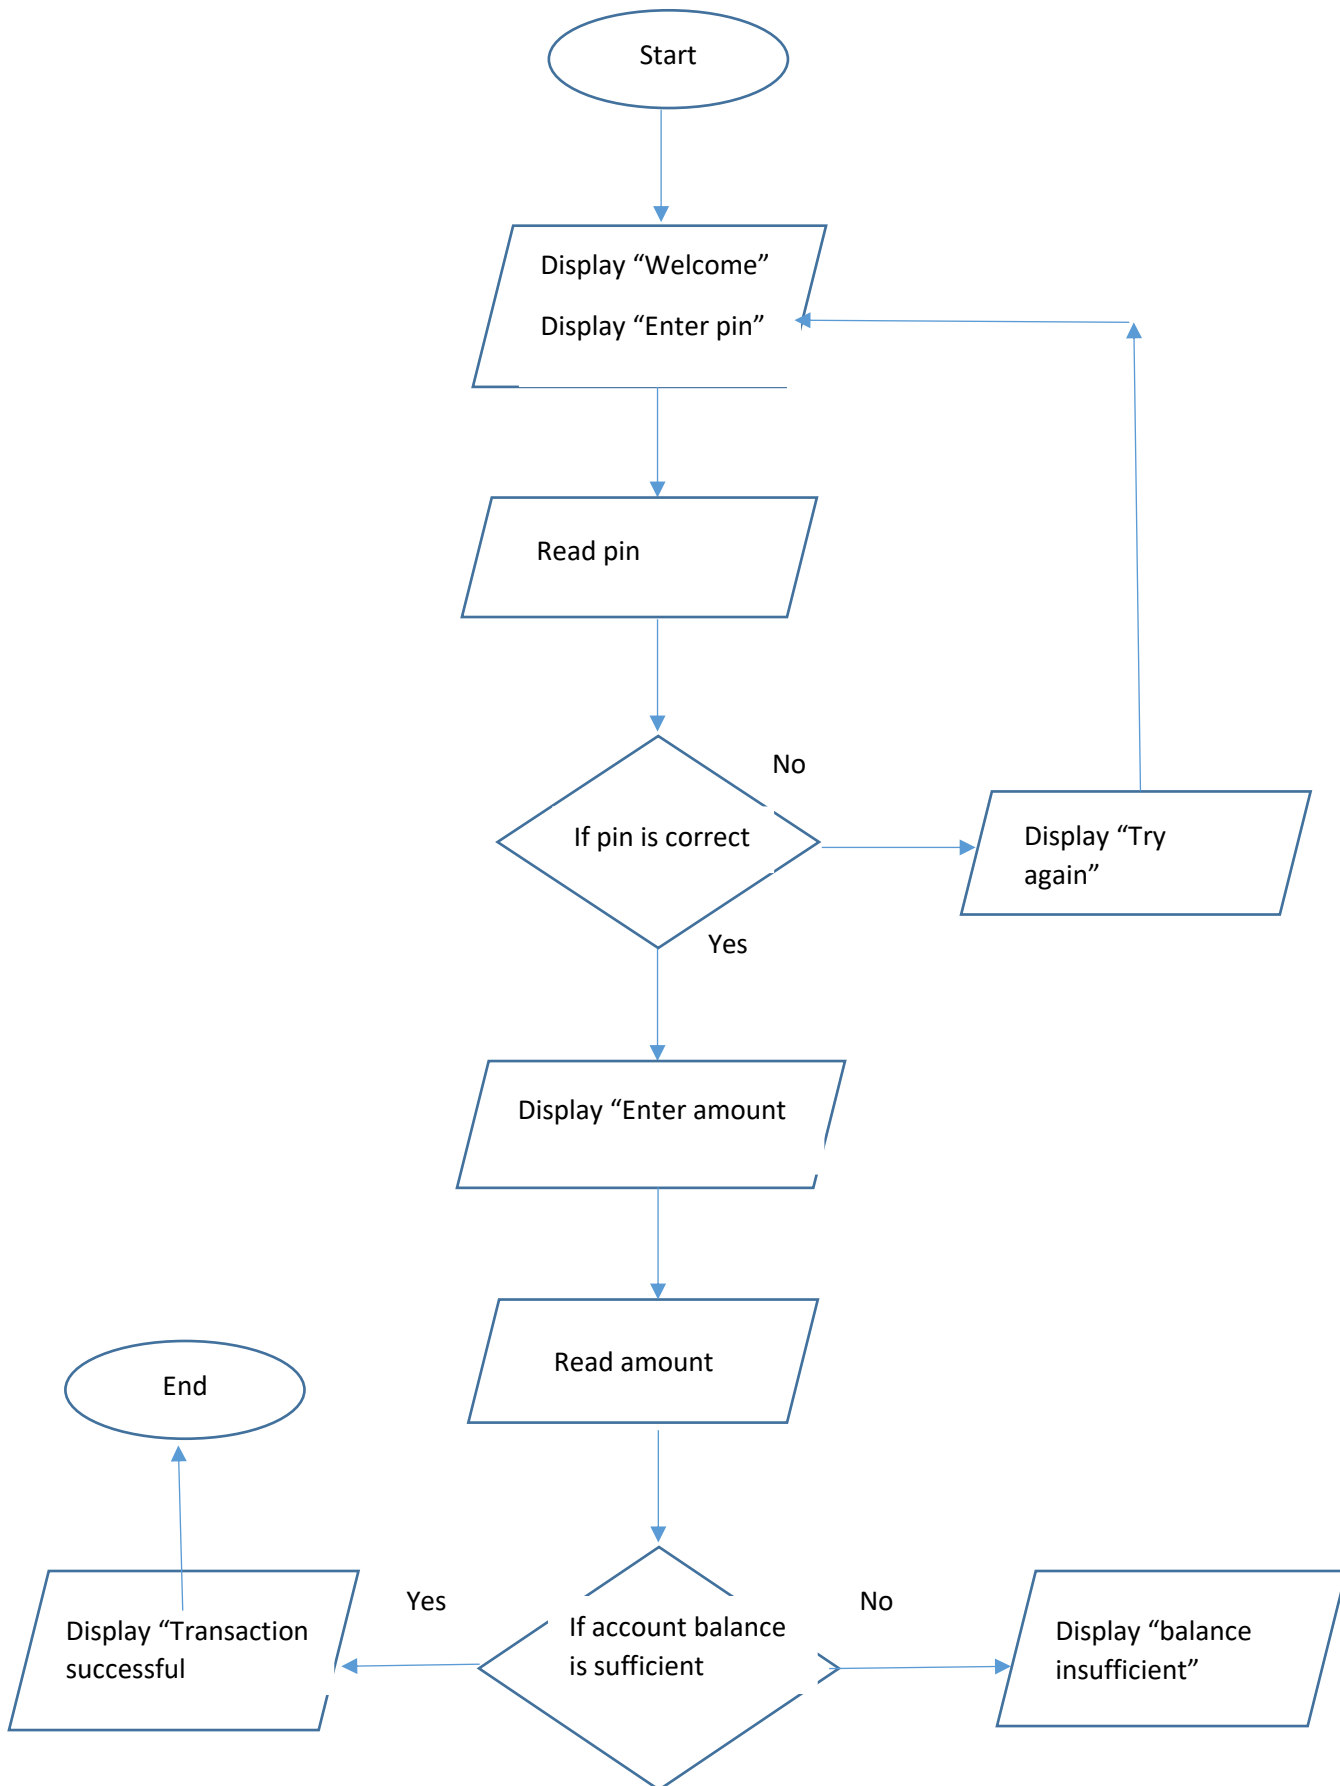 Start
Display “Welcome”
Display “Enter pin”
Read pin
No
If pin is correct
Display “Try
again”
Yes
Display “Enter amount
Read amount
End
Yes
No
If account balance
is sufficient
Display “Transaction
successful
Display “balance
insufficient”